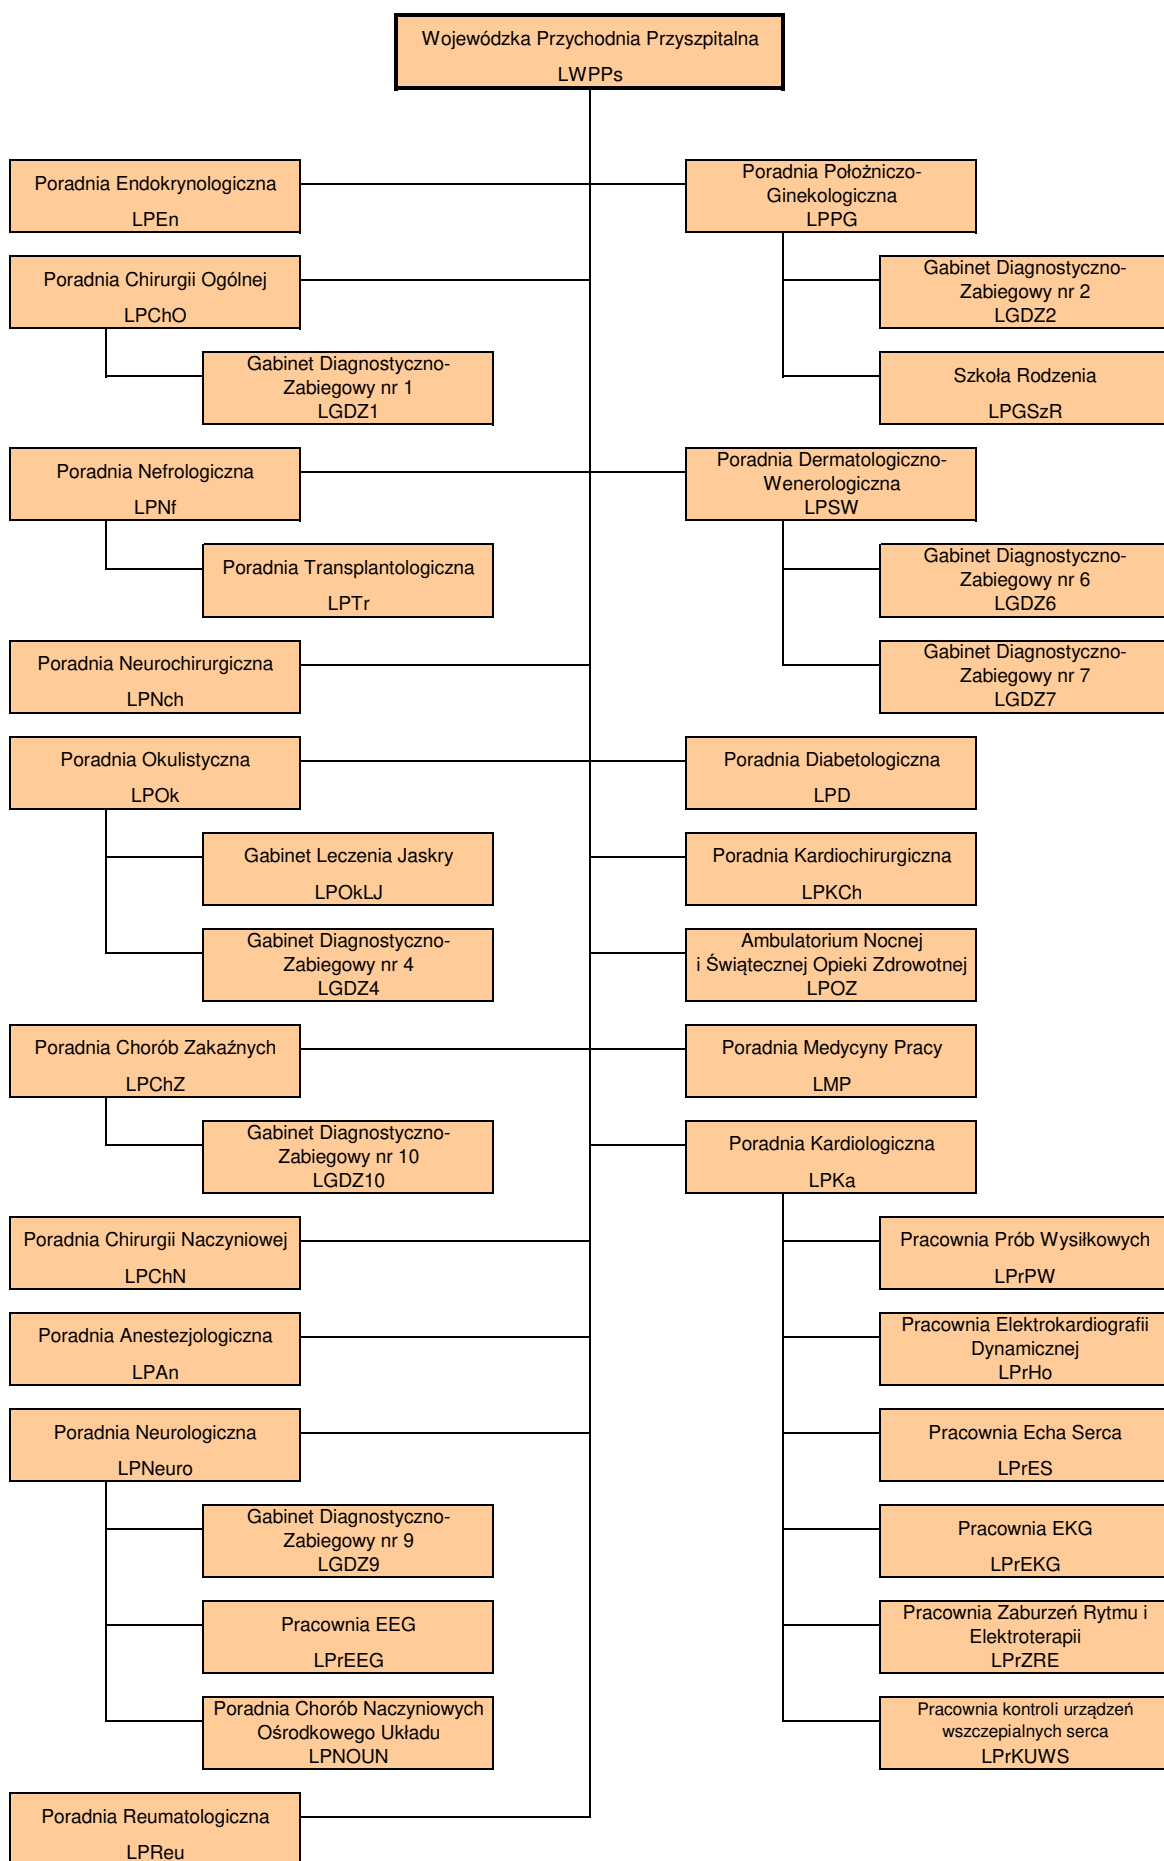 Wojewódzka Przychodnia Przyszpitalna
LWPPs
Poradnia Endokrynologiczna
LPEn
Poradnia Chirurgii Ogólnej
LPChO
Gabinet Diagnostyczno-
Zabiegowy nr 1
LGDZ1
Poradnia Nefrologiczna
LPNf
Poradnia Transplantologiczna
LPTr
Poradnia Neurochirurgiczna
LPNch
Poradnia Okulistyczna
LPOk
Gabinet Leczenia Jaskry
LPOkLJ
Gabinet Diagnostyczno-
Zabiegowy nr 4
LGDZ4
Poradnia Chorób Zakaźnych
LPChZ
Gabinet Diagnostyczno-
Zabiegowy nr 10
LGDZ10
Poradnia Chirurgii Naczyniowej
LPChN
Poradnia Anestezjologiczna
LPAn
Poradnia Neurologiczna
LPNeuro
Gabinet Diagnostyczno-
Zabiegowy nr 9
LGDZ9
Pracownia EEG
LPrEEG
Poradnia Chorób Naczyniowych
Ośrodkowego Układu
LPNOUN
Poradnia Reumatologiczna
LPReu
Poradnia Położniczo-
Ginekologiczna
LPPG
Gabinet Diagnostyczno-
Zabiegowy nr 2
LGDZ2
Szkoła Rodzenia
LPGSzR
Poradnia Dermatologiczno-
Wenerologiczna
LPSW
Gabinet Diagnostyczno-
Zabiegowy nr 6
LGDZ6
Gabinet Diagnostyczno-
Zabiegowy nr 7
LGDZ7
Poradnia Diabetologiczna
LPD
Poradnia Kardiochirurgiczna
LPKCh
Ambulatorium Nocnej
i Świątecznej Opieki Zdrowotnej
LPOZ
Poradnia Medycyny Pracy
LMP
Poradnia Kardiologiczna
LPKa
Pracownia Prób Wysiłkowych
LPrPW
Pracownia Elektrokardiografii
Dynamicznej
LPrHo
Pracownia Echa Serca
LPrES
Pracownia EKG
LPrEKG
Pracownia Zaburzeń Rytmu i
Elektroterapii
LPrZRE
Pracownia kontroli urządzeń
wszczepialnych serca
LPrKUWS